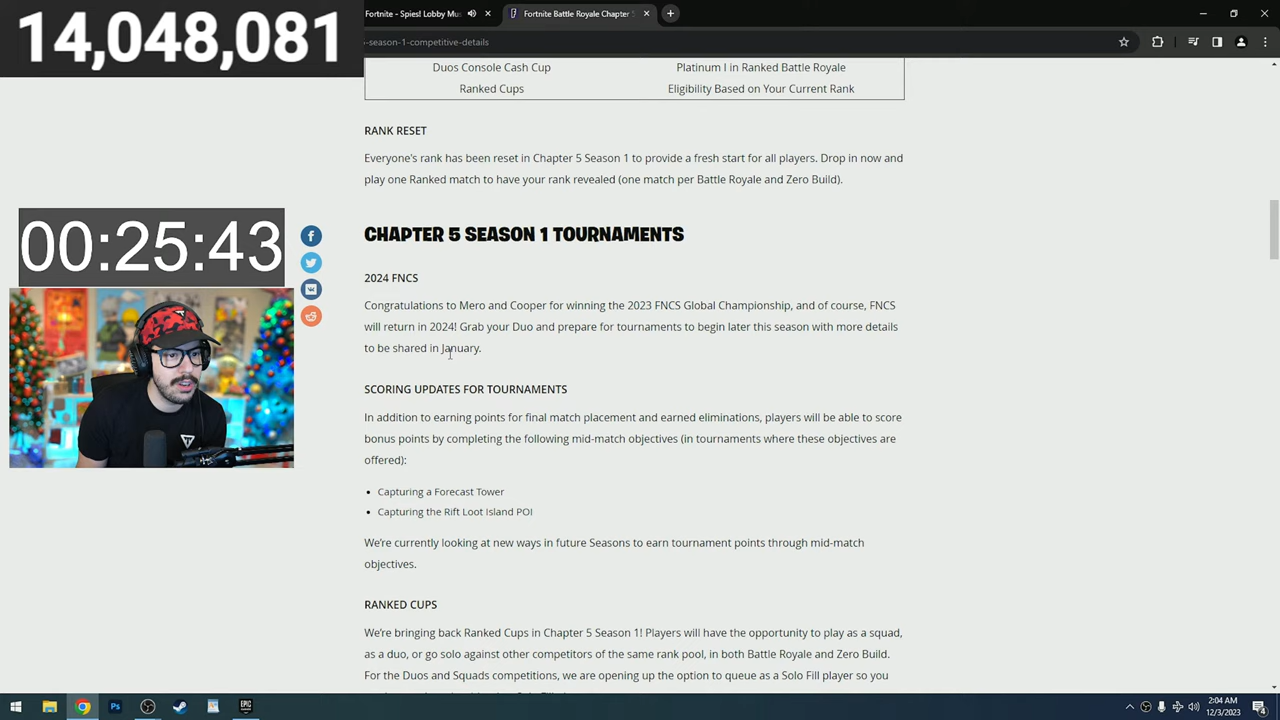 14,048,081
Fortnite - Spies! Lobby Mus
Fortnite Battle Royale Chapter 5
-season-1-competitive-details
Duos Console Cash Cup
Platinum I in Ranked Battle Royale
Ranked Cups
Eligibility Based on Your Current Rank
RANK RESET
Everyone's rank has been reset in Chapter 5 Season 1 to provide a fresh start for all players. Drop in now and
play one Ranked match to have your rank revealed (one match per Battle Royale and Zero Build).
00:25:43
CHAPTER 5 SEASON 1 TOURNAMENTS
2024 FNCS
Congratulations to Mero and Cooper for winning the 2023 FNCS Global Championship, and of course, FNCS
will return in 2024! Grab your Duo and prepare for tournaments to begin later this season with more details
to be shared in January.
SCORING UPDATES FOR TOURNAMENTS
In addition to earning points for final match placement and earned eliminations, players will be able to score
bonus points by completing the following mid-match objectives (in tournaments where these objectives are
offered):
• Capturing a Forecast Tower
• Capturing the Rift Loot Island POI
We're currently looking at new ways in future Seasons to earn tournament points through mid-match
objectives.
RANKED CUPS
We're bringing back Ranked Cups in Chapter 5 Season 1! Players will have the opportunity to play as a squad,
as a duo, or go solo against other competitors of the same rank pool, in both Battle Royale and Zero Build.
For the Duos and Squads competitions, we are opening up the option to queue as a Solo Fill player so you
2:04 AM
12/3/2023